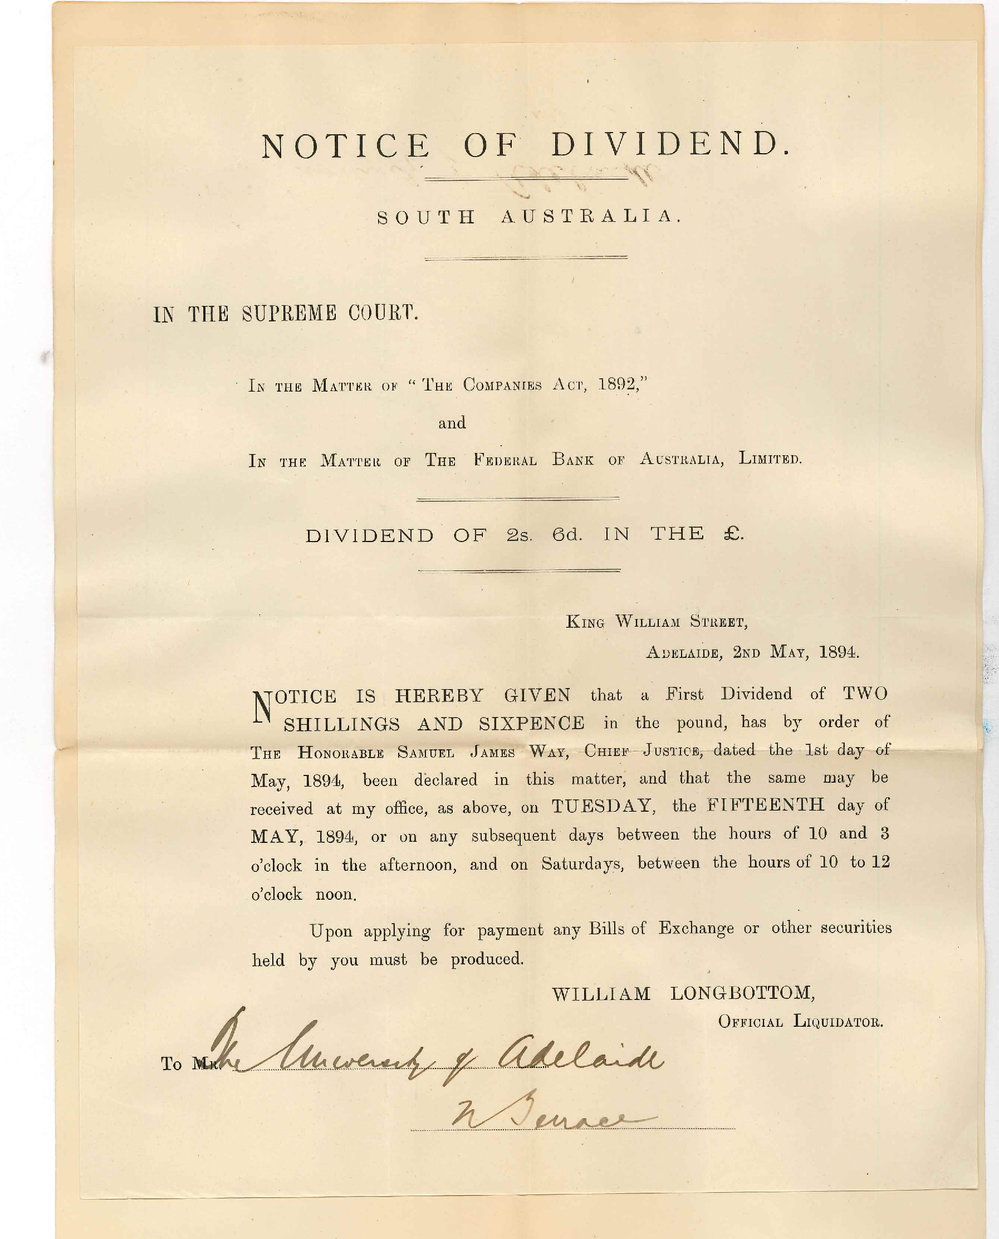 NOTICE OF DIVIDEND.
SOUTH AUSTRALIA.
IN THE SUPREME COURT.
In the Matter of “ The Companies Act, 1892,”
and
In the Matter of The Federal Bank of Australia, Limited.
DIVIDEND OF 2s. 6d. IN THE £.
King William Street,
Adelaide, 2nd May, 1894.
NOTICE IS HEREBY GIVEN that a First Dividend of TWO
SHILLINGS AND SIXPENCE in the pound, has by order of
The Honorable Samuel James Way, Chief Justice, dated the 1st day of
May, 1894, been declared in this matter, and that the same may be
received at my office, as above, on TUESDAY, the FIFTEENTH day of
MAY, 1894, or on any subsequent days between the hours of 10 and 3
o'clock in the afternoon, and on Saturdays, between the hours of 10 to 12
o'clock noon.
Upon applying for payment any Bills of Exchange or other securities
held by you must be produced.
WILLIAM LONGBOTTOM,
Official Liquidator.
To Mr. The University of Adelaide
N Terrace